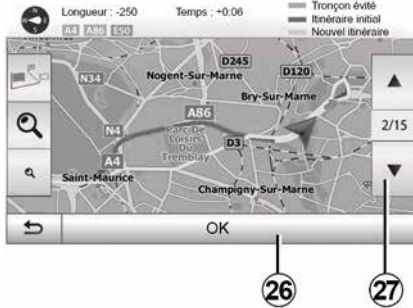 Longueur : -250 Temps : +0:06 Tronçon évité
Itinéraire initial
A4 A86 E50 Nouvel itinéraire
D245
N34 Nogent-Sur-Marne D120
Bry-Sur-Marne
A86
N4 Parc De 2/15
Loisirs
Du D3
A4 Tremblay
Saint-Maurice
Champigny-Sur-Marne
OK
26 27